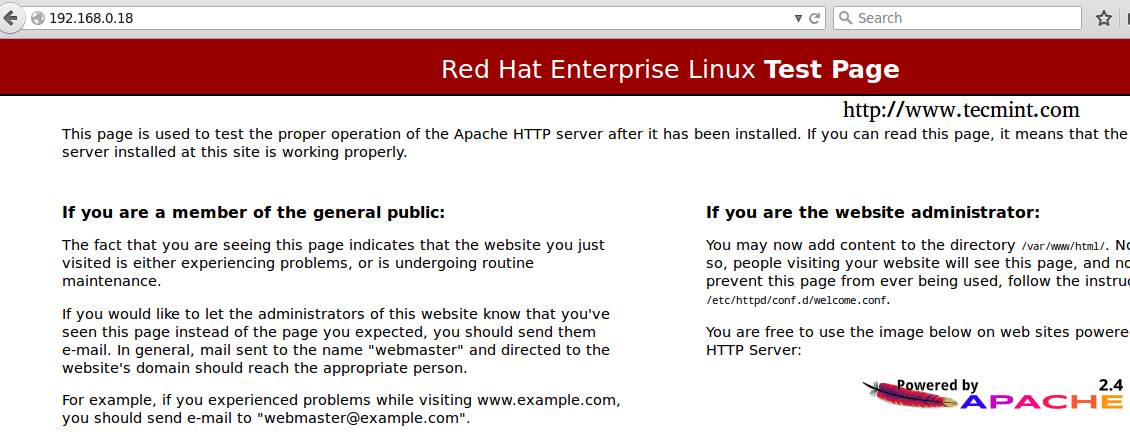 192.168.0.18
Search
Red Hat Enterprise Linux Test Page
http://www.tecmint.com
This page is used to test the proper operation of the Apache HTTP server after it has been installed. If you can read this page, it means that the
server installed at this site is working properly.
If you are a member of the general public:
The fact that you are seeing this page indicates that the website you just
visited is either experiencing problems, or is undergoing routine
maintenance.
If you would like to let the administrators of this website know that you've
seen this page instead of the page you expected, you should send them
e-mail. In general, mail sent to the name "webmaster" and directed to the
website's domain should reach the appropriate person.
For example, if you experienced problems while visiting www.example.com,
you should send e-mail to "webmaster@example.com".
If you are the website administrator:
You may now add content to the directory /var/www/html/.
so, people visiting your website will see this page, and
prevent this page from ever being used, follow the
/etc/httpd/conf.d/welcome.conf.
You are free to use the image below on web sites
HTTP Server:
Powered by 2.4
APACHE